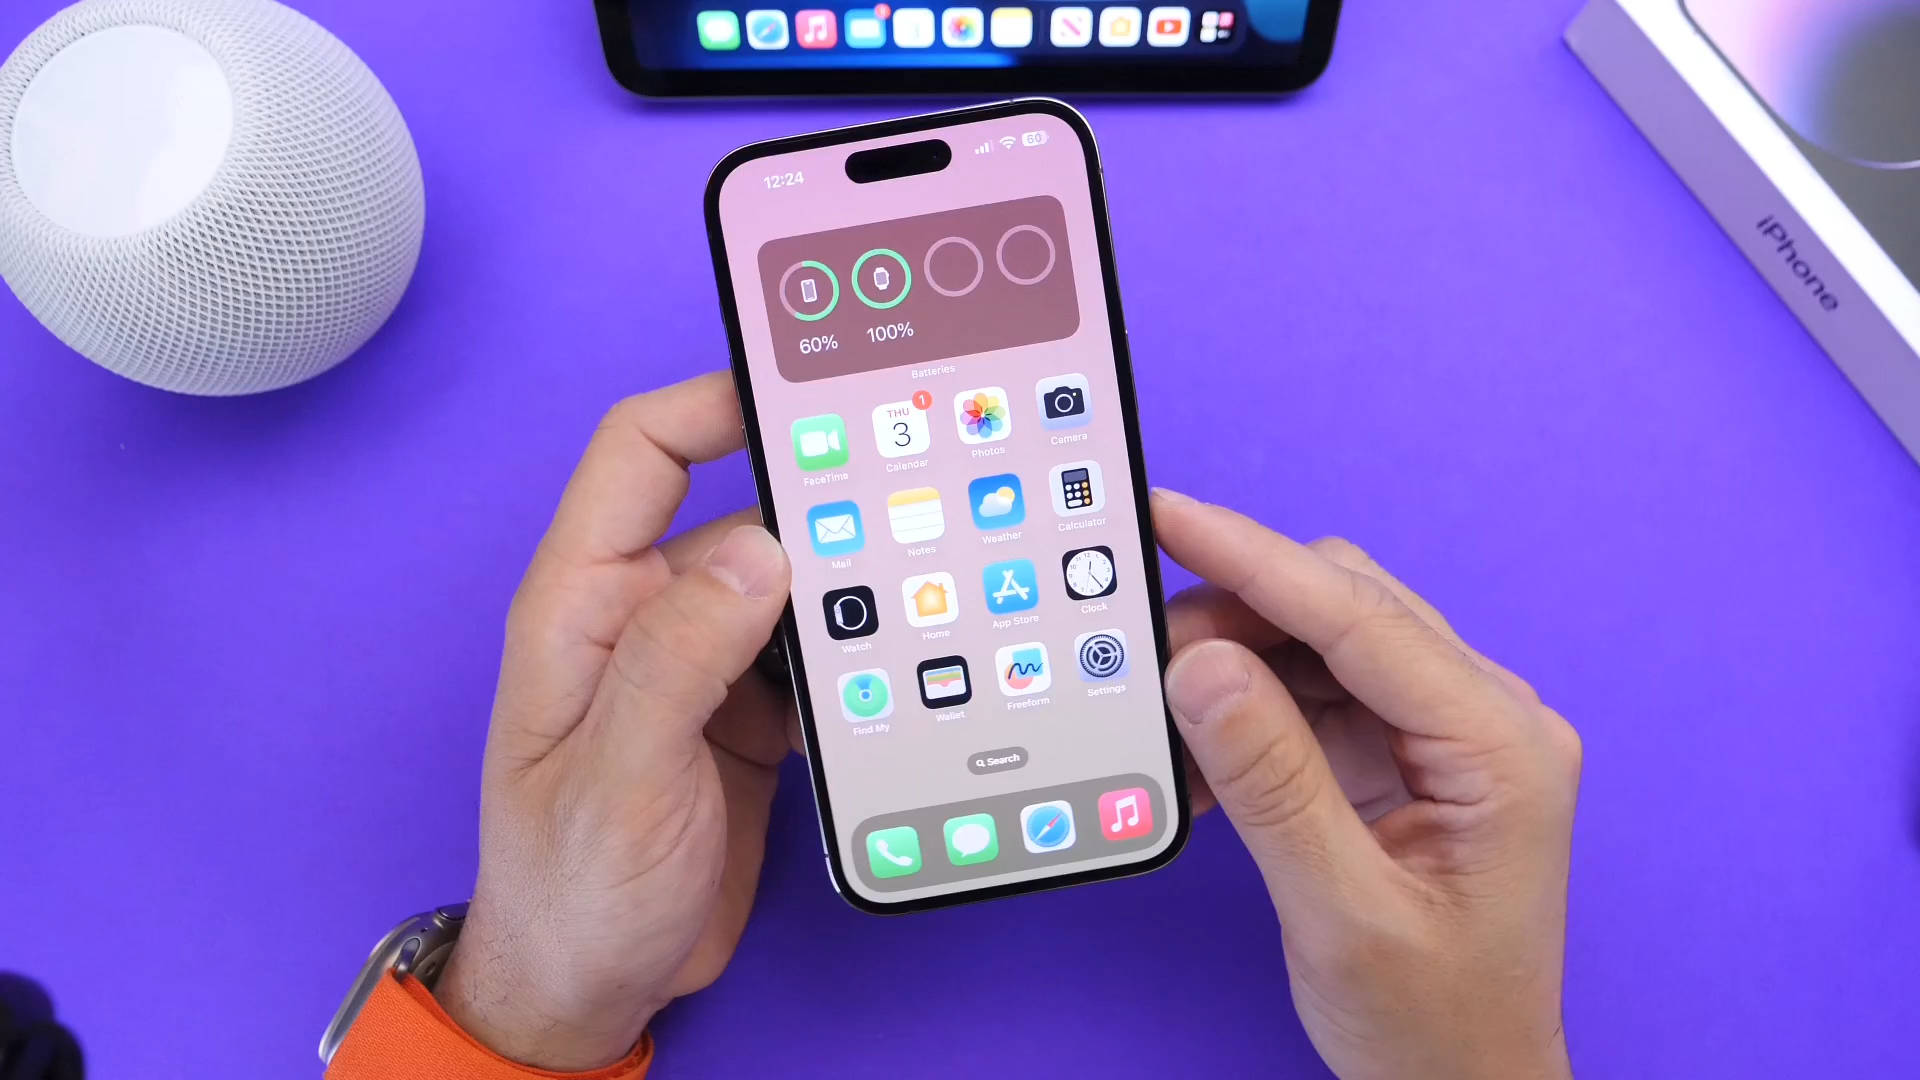 12:24
60
60%
100%
Batteries
FaceTime
THU
3
1
Calendar
Photos
Camera
Mail
Notes
Weather
Calculator
Watch
Home
App Store
Clock
Find My
Wallet
Freeform
Settings
Search
iPhone